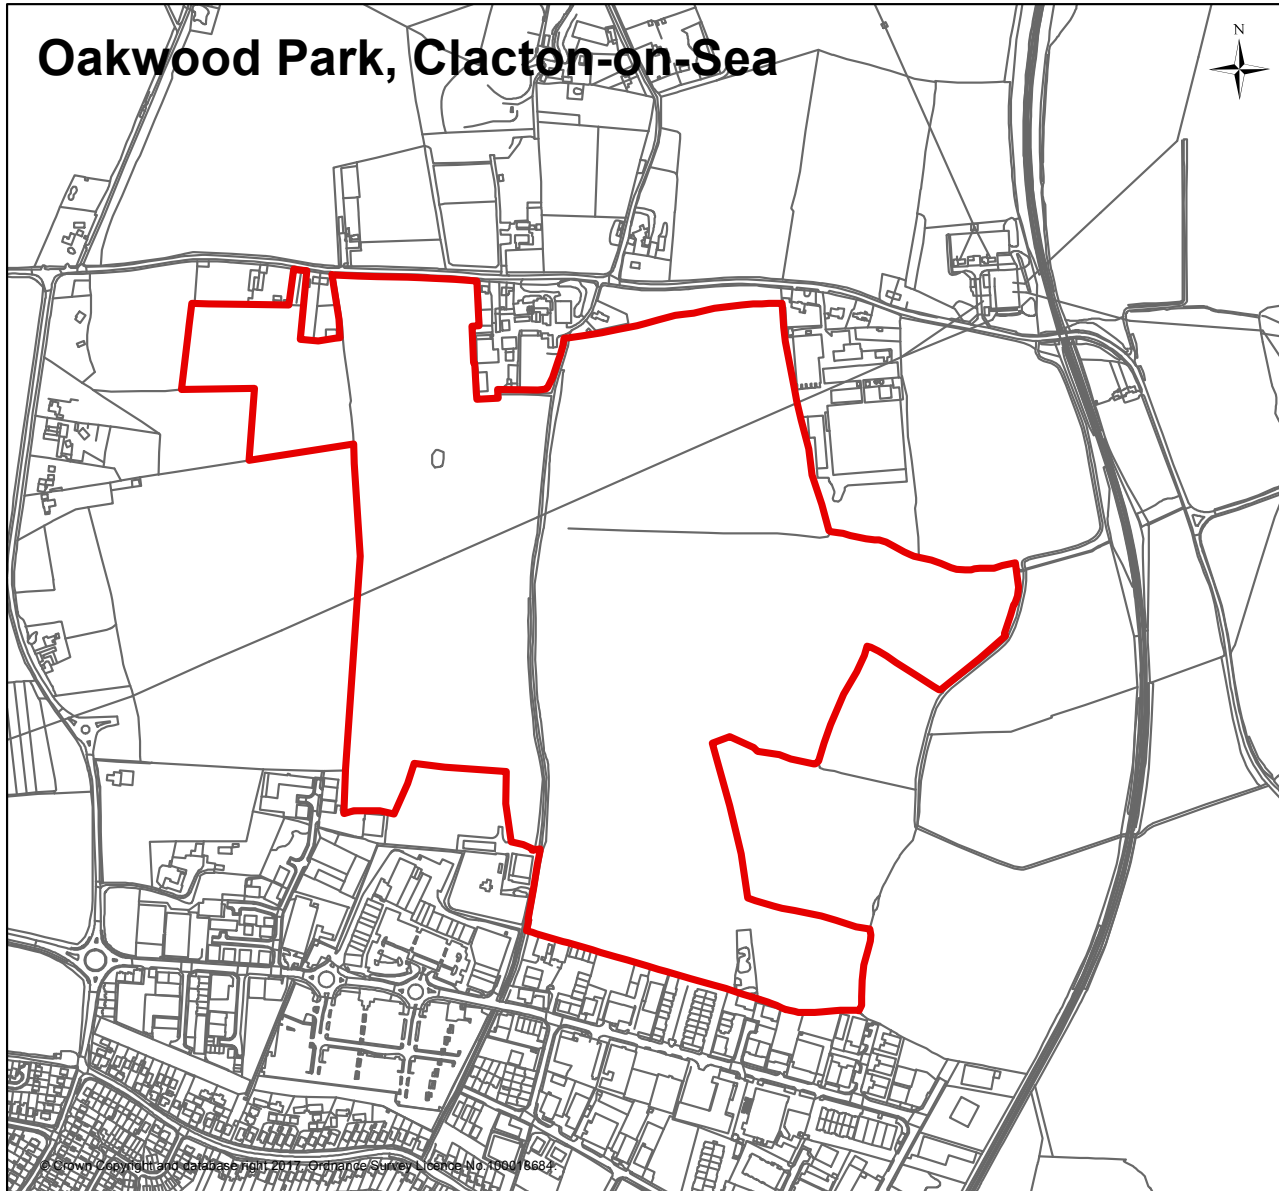 Oakwood Park, Clacton-on-Sea
N
© Crown Copyright and database right 2017. Ordnance Survey Licence No.100018684.